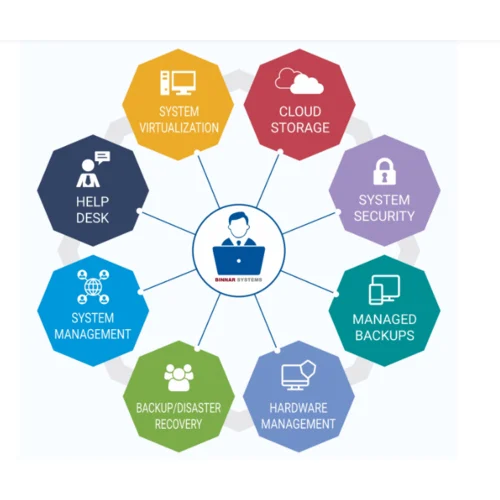 SYSTEM
VIRTUALIZATION
CLOUD
STORAGE
HELP
DESK
SYSTEM
SECURITY
BINNAR SYSTEMS
SYSTEM
MANAGEMENT
MANAGED
BACKUPS
BACKUP/DISASTER
RECOVERY
HARDWARE
MANAGEMENT